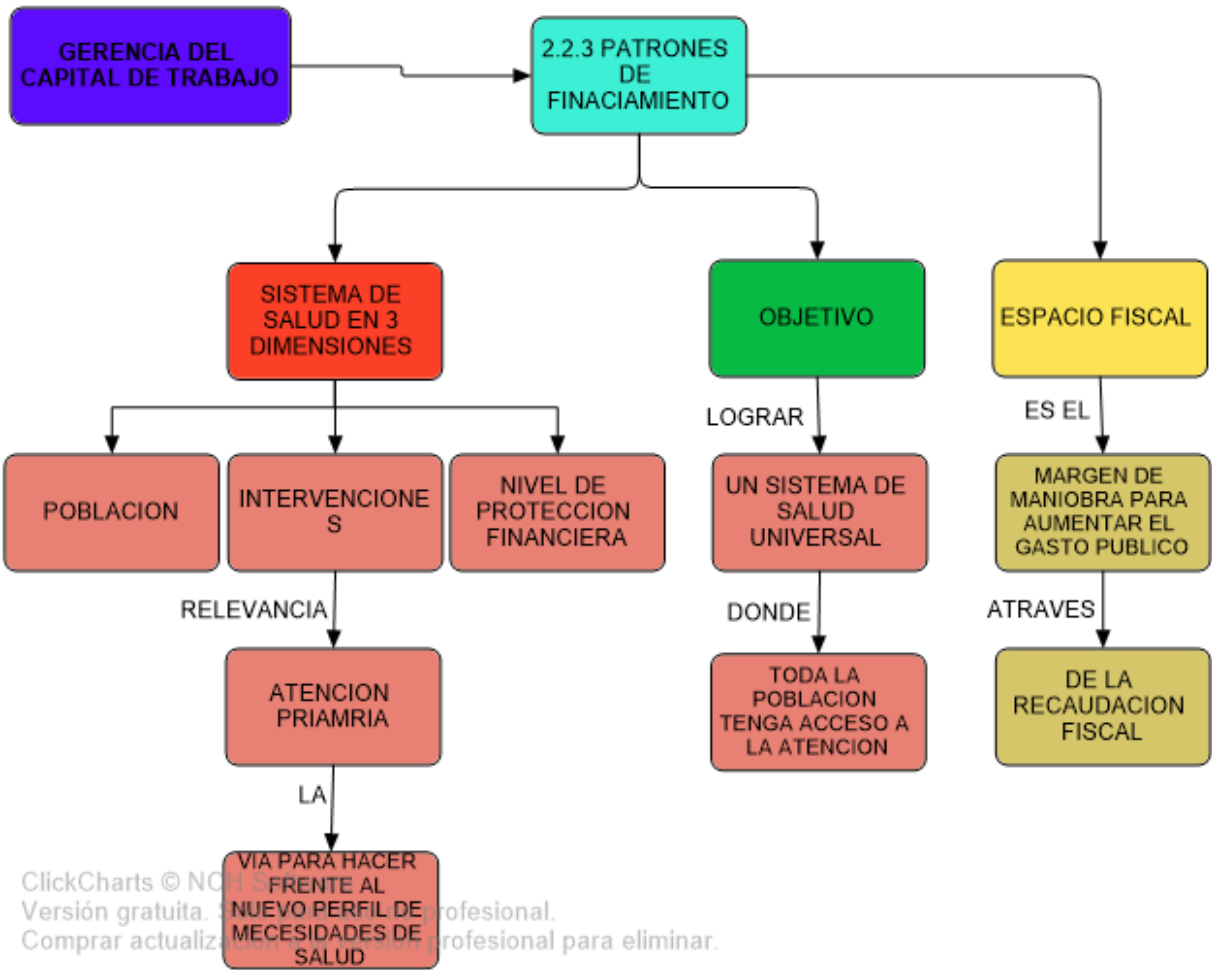 GERENCIA DEL
CAPITAL DE TRABAJO
2.2.3 PATRONES
DE
FINACIAMIENTO
SISTEMA DE
SALUD EN 3
DIMENSIONES
OBJETIVO
ESPACIO FISCAL
LOGRAR
ES EL
POBLACION
INTERVENCIONE
S
NIVEL DE
PROTECCION
FINANCIERA
UN SISTEMA DE
SALUD
UNIVERSAL
MARGEN DE
MANIOBRA PARA
AUMENTAR EL
GASTO PUBLICO
RELEVANCIA
DONDE
ATRAVES
ATENCION
PRIAMRIA
TODA LA
POBLACION
TENGA ACCESO A
LA ATENCION
DE LA
RECAUDACION
FISCAL
LA
VIA PARA HACER
FRENTE AL
NUEVO PERFIL DE
MECESIDADES DE
SALUD
ClickCharts © NCH
Versión gratuita. profesional.
Comprar profesional para eliminar.